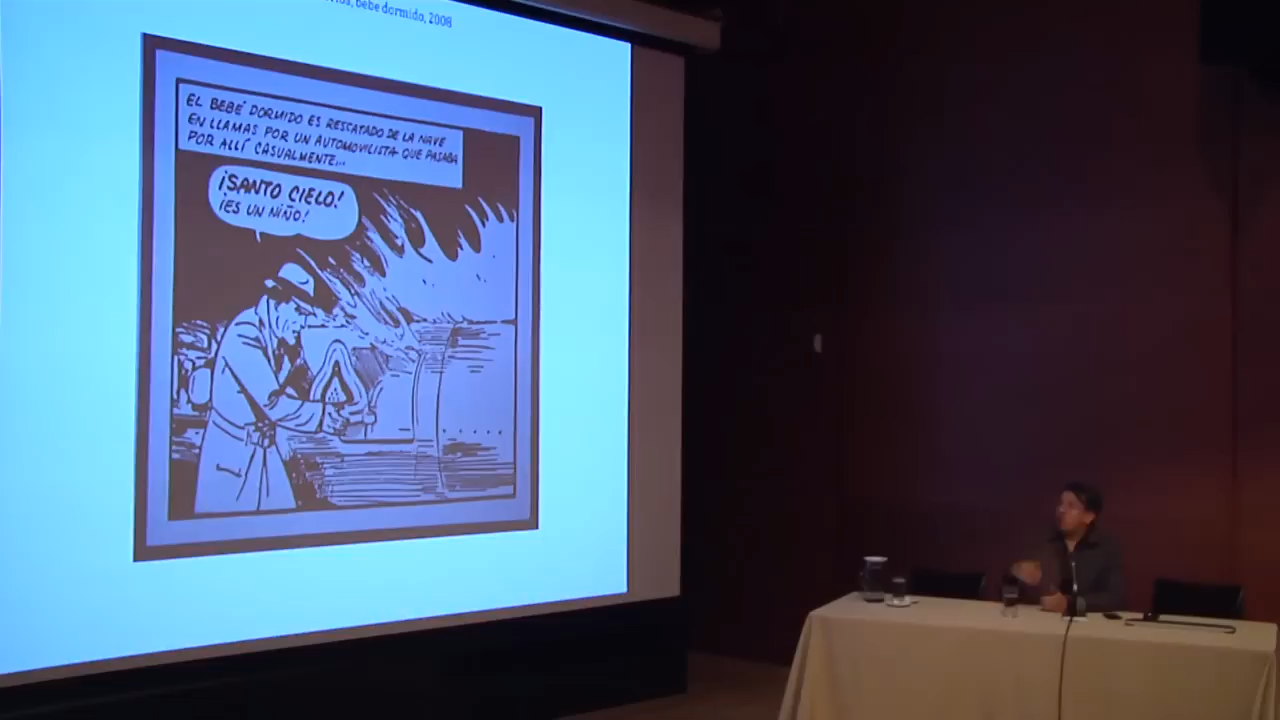 bebé dormido, 2008
EL BEBÉ DORMIDO ES RESCATADO DE LA NAVE
EN LLAMAS POR UN AUTOMOVILISTA QUE PASABA
POR ALLÍ CASUALMENTE...
¡SANTO CIELO!
¡ES UN NIÑO!